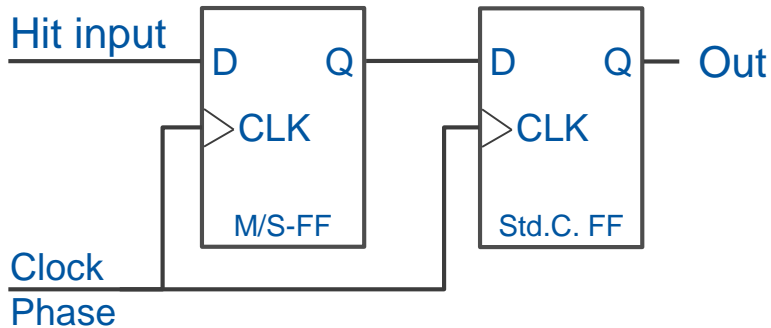 Hit input
D Q
D Q
Out
CLK
CLK
M/S-FF
Std.C. FF
Clock
Phase